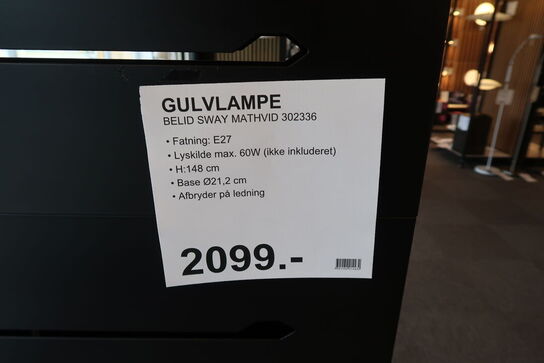 GULVLAMPE
BELID SWAY MATHVID 302336
• Fatning: E27
• Lyskilde max. 60W (ikke inkluderet)
• H:148 cm
• Base Ø21,2 cm
• Afbryder på ledning
2099.-